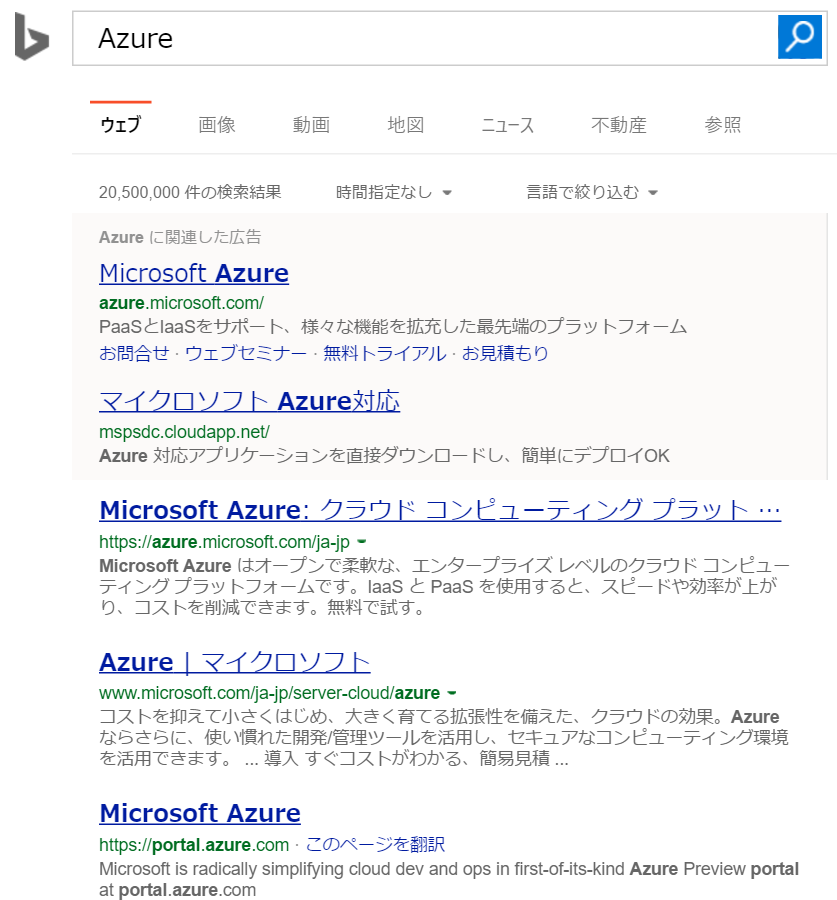 Azure
ウェブ 画像 動画 地図 ニュース 不動産 参照
20,500,000 件の検索結果 時間指定なし 言語で絞り込む
Azure に関連した広告
Microsoft Azure
azure.microsoft.com/
PaaSとIaaSをサポート、様々な機能を拡充した最先端のプラットフォーム
お問合せ · ウェブセミナー · 無料トライアル · お見積もり
マイクロソフト Azure対応
mspsdc.cloudapp.net/
Azure 対応アプリケーションを直接ダウンロードし、簡単にデプロイOK
Microsoft Azure: クラウド コンピューティング プラット …
https://azure.microsoft.com/ja-jp
Microsoft Azure はオープンで柔軟な、エンタープライズ レベルのクラウド コンピュー
ティング プラットフォームです。IaaS と PaaS を使用すると、スピードや効率が上が
り、コストを削減できます。無料で試す。
Azure | マイクロソフト
www.microsoft.com/ja-jp/server-cloud/azure
コストを抑えて小さくはじめ、大きく育てる拡張性を備えた、クラウドの効果。Azure
ならさらに、使い慣れた開発/管理ツールを活用し、セキュアなコンピューティング環境
を活用できます。 ... 導入 すぐコストがわかる、簡易見積 ...
Microsoft Azure
https://portal.azure.com · このページを翻訳
Microsoft is radically simplifying cloud dev and ops in first-of-its-kind Azure Preview portal
at portal.azure.com